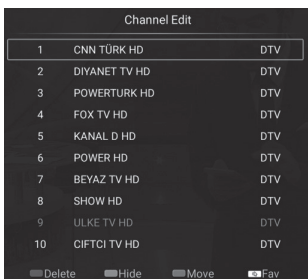 Channel Edit
1 CNN TÜRK HD DTV
2 DIYANET TV HD DTV
3 POWERTURK HD DTV
4 FOX TV HD DTV
5 KANAL D HD DTV
6 POWER HD DTV
7 BEYAZ TV HD DTV
8 SHOW HD DTV
9 ULKE TV HD DTV
10 CIFTCI TV HD DTV
Delete Hide Move Fav